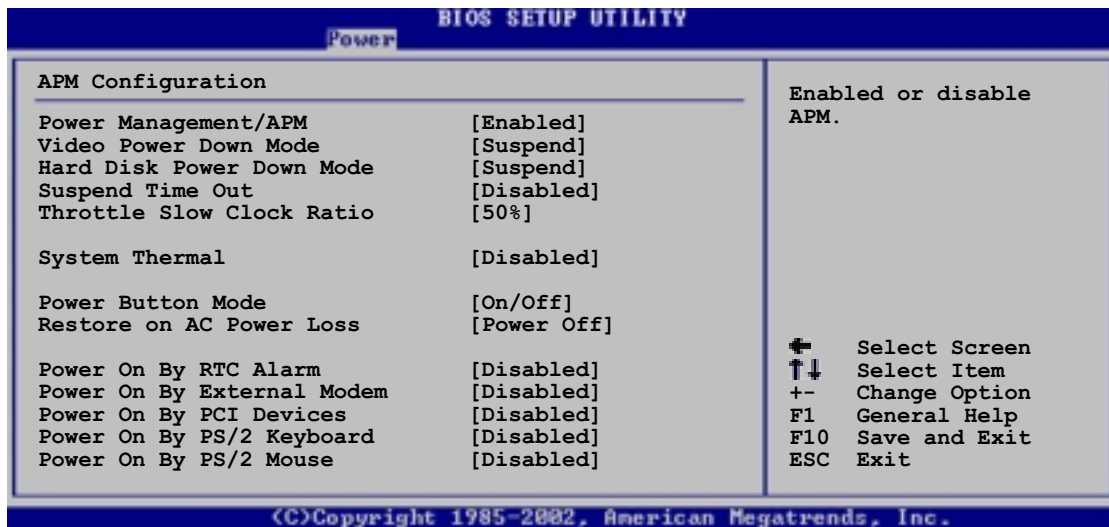 BIOS SETUP UTILITY
Power
APM Configuration
Power Management/APM [Enabled]
Video Power Down Mode [Suspend]
Hard Disk Power Down Mode [Suspend]
Suspend Time Out [Disabled]
Throttle Slow Clock Ratio [50%]
System Thermal [Disabled]
Power Button Mode [On/Off]
Restore on AC Power Loss [Power Off]
Power On By RTC Alarm [Disabled]
Power On By External Modem [Disabled]
Power On By PCI Devices [Disabled]
Power On By PS/2 Keyboard [Disabled]
Power On By PS/2 Mouse [Disabled]
Enabled or disable
APM.
← Select Screen
↑↓ Select Item
+- Change Option
F1 General Help
F10 Save and Exit
ESC Exit
(C)Copyright 1985-2002, American Megatrends, Inc.